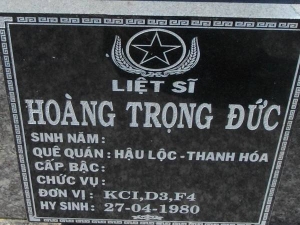 LIỆT SĨ
HOÀNG TRỌNG ĐỨC
SINH NĂM :
QUÊ QUÁN : HẬU LỘC - THANH HÓA
CẤP BẬC :
CHỨC VỤ :
ĐƠN VỊ : KCI,D3,F4
HY SINH: 27-04-1980